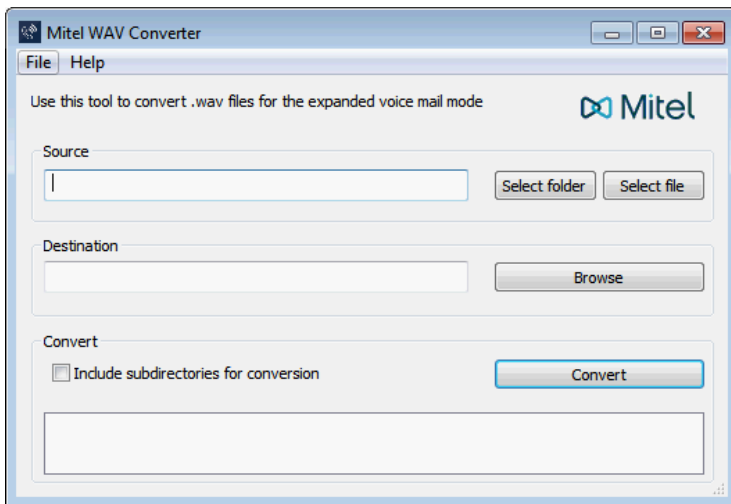 Mitel WAV Converter
File Help
Use this tool to convert .wav files for the expanded voice mail mode
Mitel
Source
Select folder Select file
Destination
Browse
Convert
Include subdirectories for conversion Convert